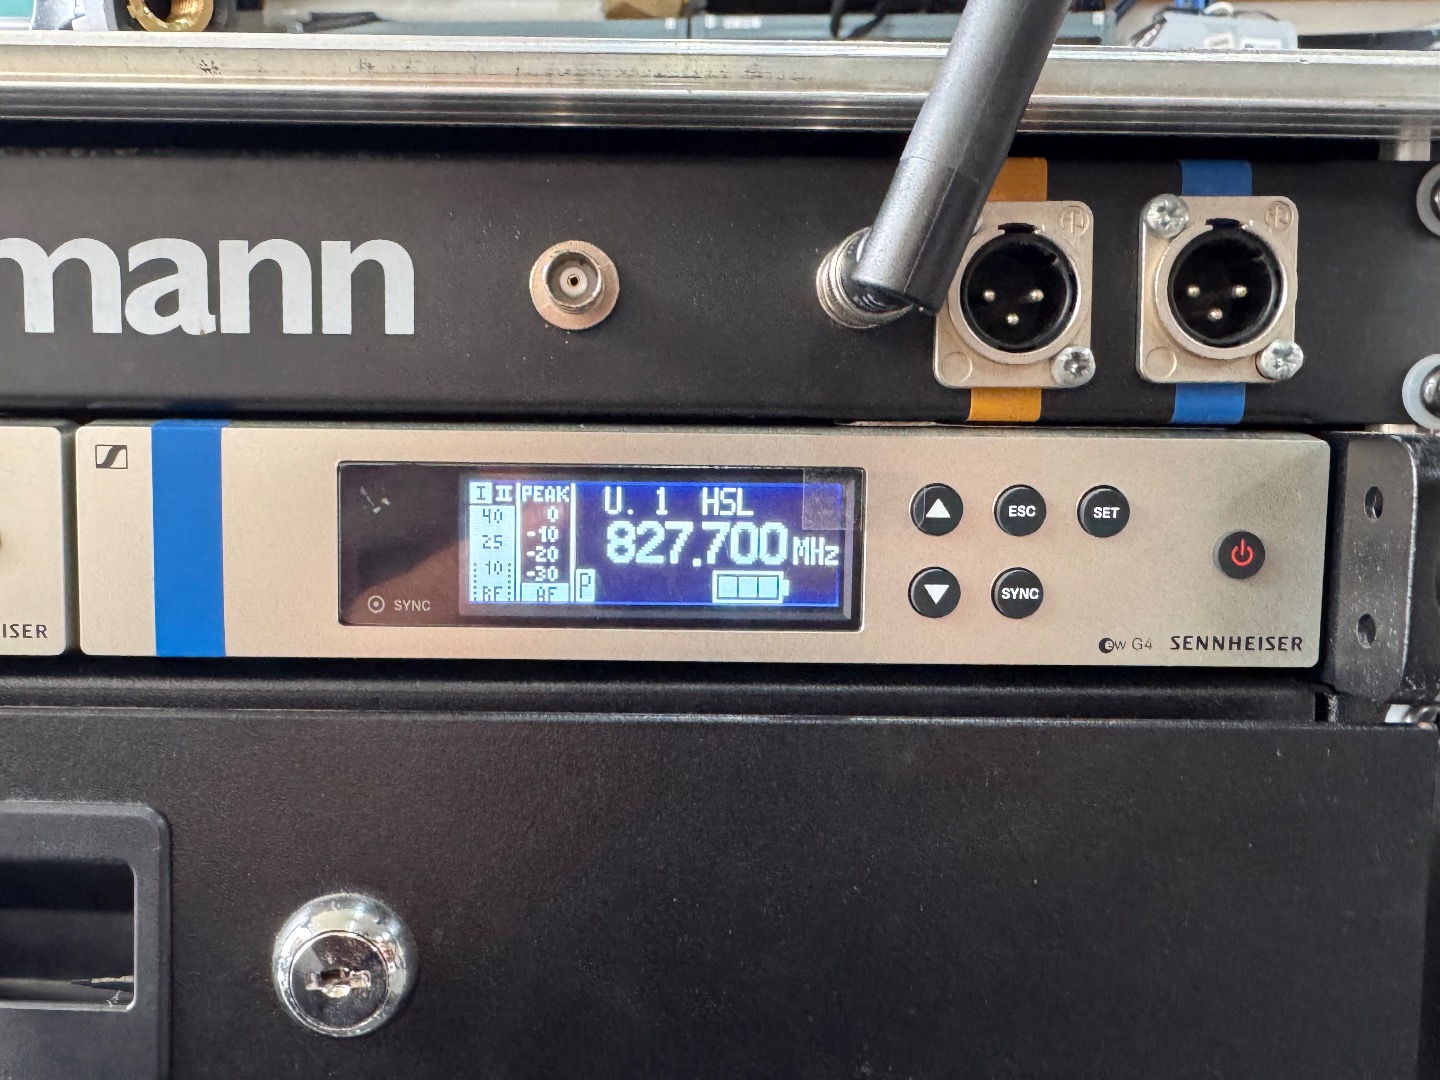 mann
I II PEAK
40 0
-10
25 -20
10 -30
RF AF P
U. 1 HSL
827.700 MHz
SYNC
ESC
SET
SYNC
ew G4 SENNHEISER
ISER